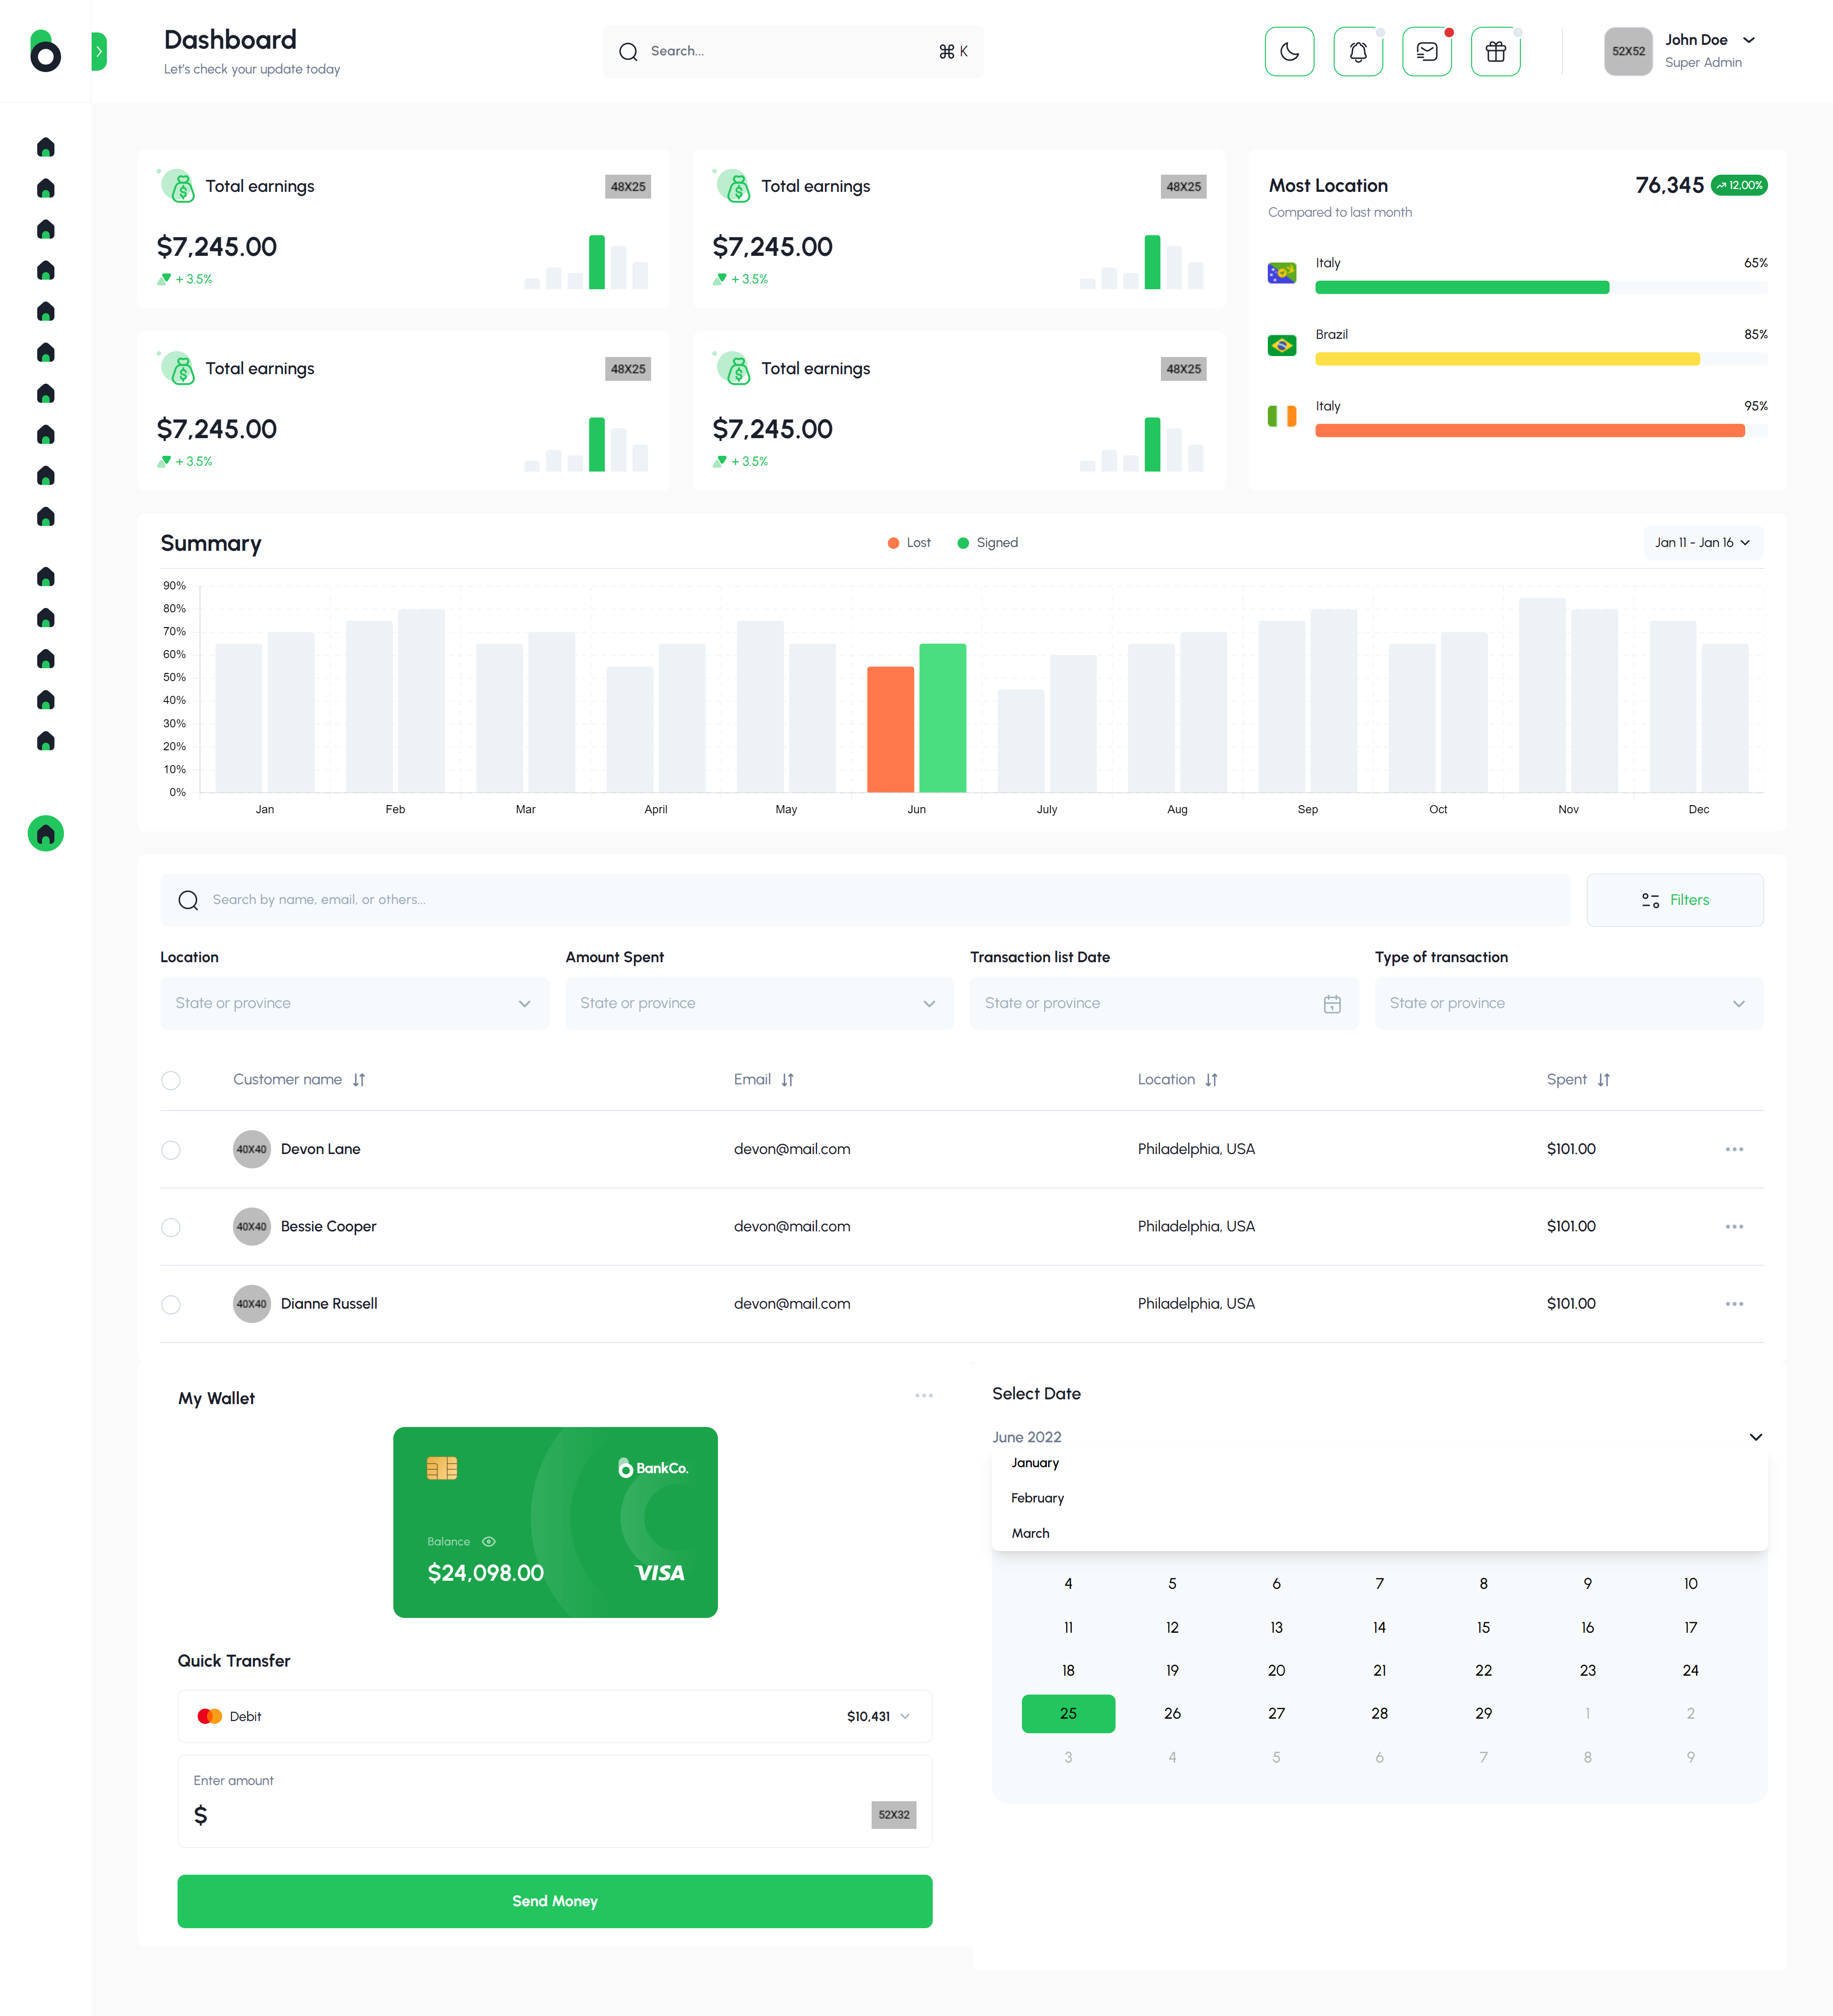 Dashboard
Let's check your update today
Search...
⌘ K
52X52
John Doe
Super Admin
Total earnings
48X25
$7,245.00
+ 3.5%
Total earnings
48X25
$7,245.00
+ 3.5%
Most Location
76,345
12,00%
Compared to last month
Italy
65%
Brazil
85%
Italy
95%
Total earnings
48X25
$7,245.00
+ 3.5%
Total earnings
48X25
$7,245.00
+ 3.5%
Summary
Lost
Signed
Jan 11 - Jan 16
90%
80%
70%
60%
50%
40%
30%
20%
10%
0%
Jan Feb Mar April May Jun July Aug Sep Oct Nov Dec
Search by name, email, or others...
Filters
Location
Amount Spent
Transaction list Date
Type of transaction
State or province
State or province
State or province
State or province
Customer name Email Location Spent
40X40 Devon Lane devon@mail.com Philadelphia, USA $101.00
40X40 Bessie Cooper devon@mail.com Philadelphia, USA $101.00
40X40 Dianne Russell devon@mail.com Philadelphia, USA $101.00
My Wallet
BankCo.
Balance
$24,098.00
VISA
Quick Transfer
Debit
$10,431
Enter amount
$
52X32
Send Money
Select Date
June 2022
January
February
March
4 5 6 7 8 9 10
11 12 13 14 15 16 17
18 19 20 21 22 23 24
25 26 27 28 29 1 2
3 4 5 6 7 8 9